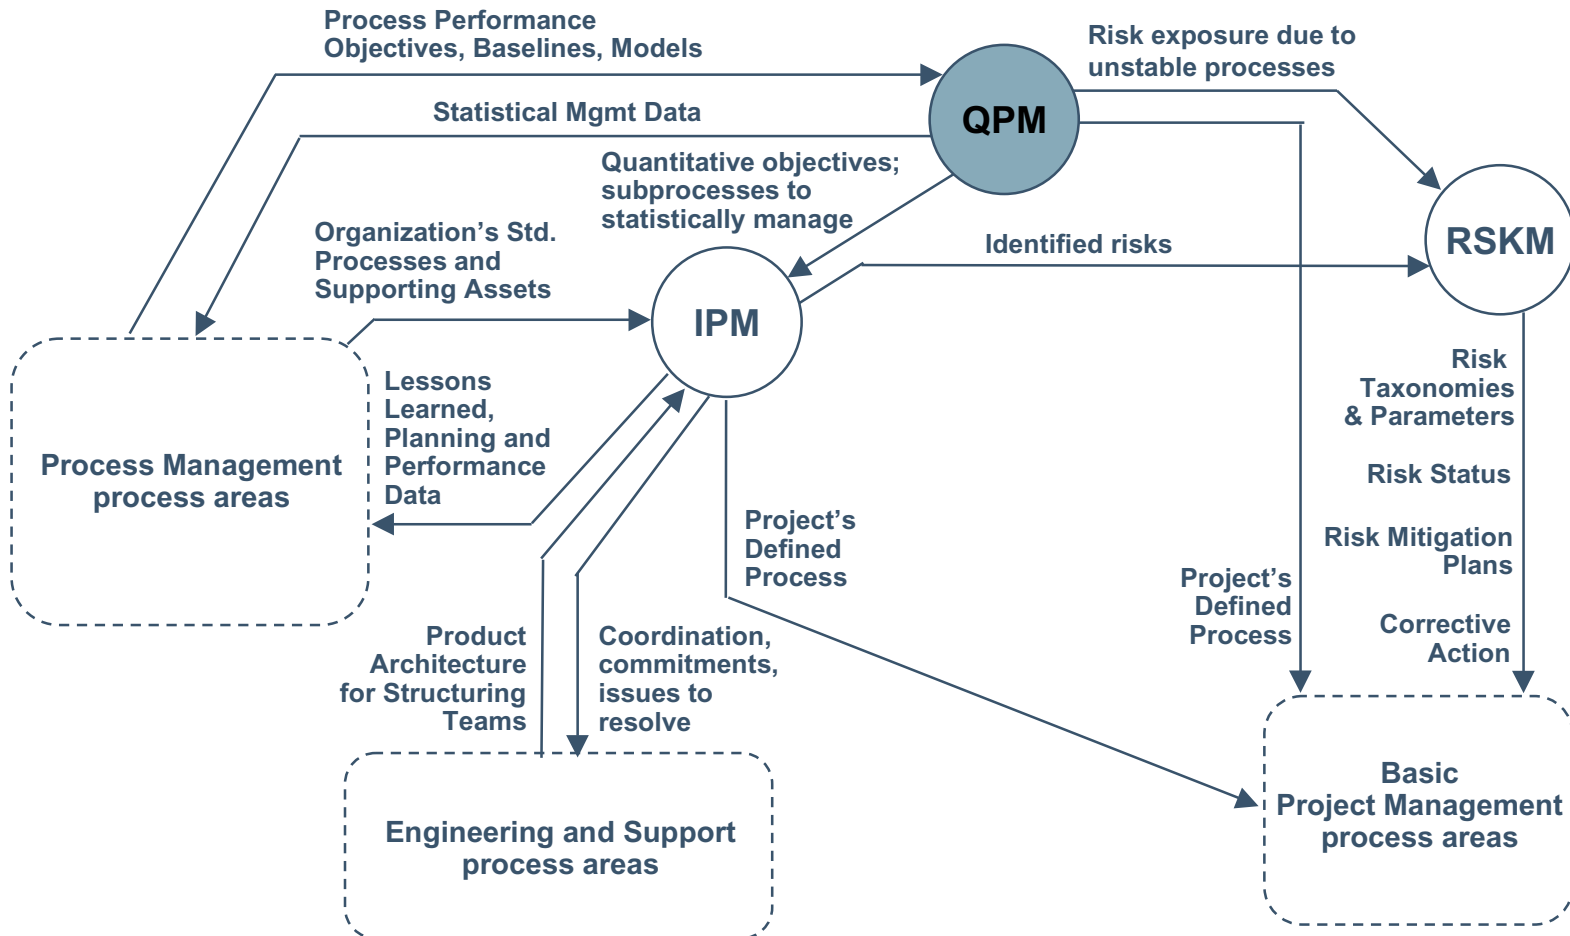 Process Performance
Objectives, Baselines, Models
Risk exposure due to
unstable processes
Statistical Mgmt Data
QPM
Quantitative objectives;
subprocesses to
statistically manage
Organization’s Std.
Processes and
Supporting Assets
Identified risks
RSKM
IPM
Lessons
Learned,
Planning and
Performance
Data
Risk
Taxonomies
& Parameters
Risk Status
Risk Mitigation
Plans
Corrective
Action
Process Management
process areas
Project’s
Defined
Process
Project’s
Defined
Process
Product
Architecture
for Structuring
Teams
Coordination,
commitments,
issues to
resolve
Basic
Project Management
process areas
Engineering and Support
process areas